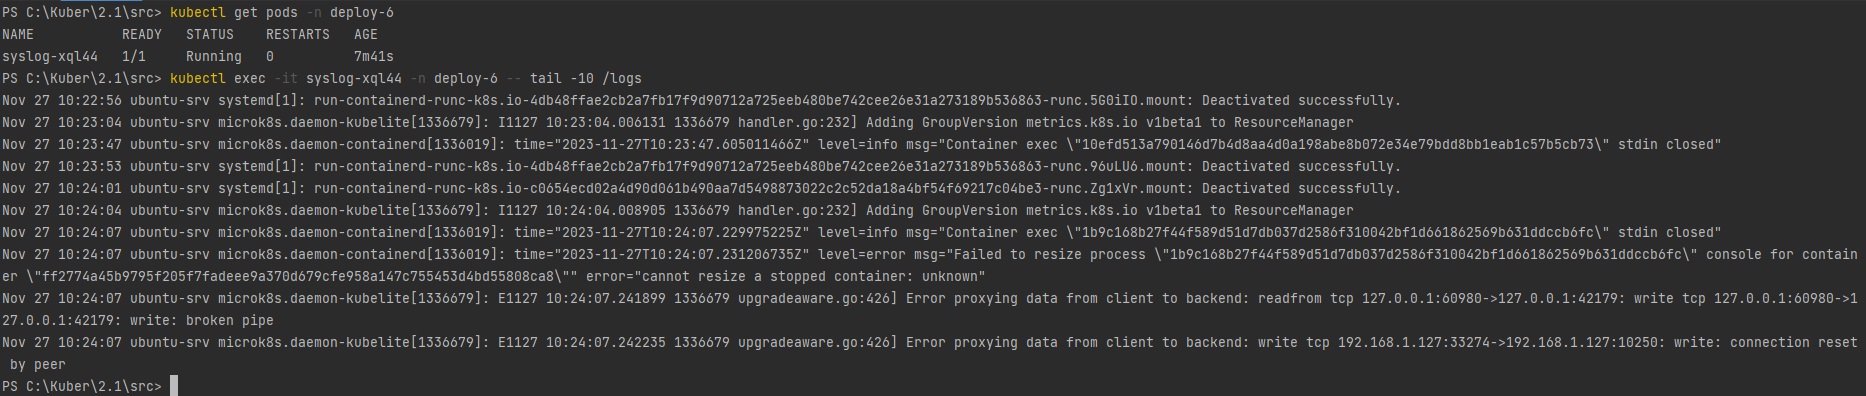 PS C:\Kuber\2.1\src> kubectl get pods -n deploy-6
NAME           READY   STATUS    RESTARTS   AGE
syslog-xql44   1/1     Running   0          7m41s
PS C:\Kuber\2.1\src> kubectl exec -it syslog-xql44 -n deploy-6 -- tail -10 /logs
Nov 27 10:22:56 ubuntu-srv systemd[1]: run-containerd-runc-k8s.io-4db48ffae2cb2a7fb17f9d90712a725eeb480be742cee26e31a273189b536863-runc.5G0iIO.mount: Deactivated successfully.
Nov 27 10:23:04 ubuntu-srv microk8s.daemon-kubelite[1336679]: I1127 10:23:04.006131 1336679 handler.go:232] Adding GroupVersion metrics.k8s.io v1beta1 to ResourceManager
Nov 27 10:23:47 ubuntu-srv microk8s.daemon-containerd[1336019]: time="2023-11-27T10:23:47.605011466Z" level=info msg="Container exec \"10efd513a790146d7b4d8aa4d0a198abe8b072e34e79bdd8bb1eab1c57b5cb73\" stdin closed"
Nov 27 10:23:53 ubuntu-srv systemd[1]: run-containerd-runc-k8s.io-4db48ffae2cb2a7fb17f9d90712a725eeb480be742cee26e31a273189b536863-runc.96uLU6.mount: Deactivated successfully.
Nov 27 10:24:01 ubuntu-srv systemd[1]: run-containerd-runc-k8s.io-c0654ecd02a4d90d061b490aa7d5498873022c2c52da18a4bf54f69217c04be3-runc.Zg1xVr.mount: Deactivated successfully.
Nov 27 10:24:04 ubuntu-srv microk8s.daemon-kubelite[1336679]: I1127 10:24:04.008905 1336679 handler.go:232] Adding GroupVersion metrics.k8s.io v1beta1 to ResourceManager
Nov 27 10:24:07 ubuntu-srv microk8s.daemon-containerd[1336019]: time="2023-11-27T10:24:07.229975225Z" level=info msg="Container exec \"1b9c168b27f44f589d51d7db037d2586f310042bf1d661862569b631ddccb6fc\" stdin closed"
Nov 27 10:24:07 ubuntu-srv microk8s.daemon-containerd[1336019]: time="2023-11-27T10:24:07.231206735Z" level=error msg="Failed to resize process \"1b9c168b27f44f589d51d7db037d2586f310042bf1d661862569b631ddccb6fc\" console for contain
er \"ff2774a45b9795f205f7fadeee9a370d679cfe958a147c755453d4bd55808ca8\"" error="cannot resize a stopped container: unknown"
Nov 27 10:24:07 ubuntu-srv microk8s.daemon-kubelite[1336679]: E1127 10:24:07.241899 1336679 upgradeaware.go:426] Error proxying data from client to backend: readfrom tcp 127.0.0.1:60980->127.0.0.1:42179: write tcp 127.0.0.1:60980->1
27.0.0.1:42179: write: broken pipe
Nov 27 10:24:07 ubuntu-srv microk8s.daemon-kubelite[1336679]: E1127 10:24:07.242235 1336679 upgradeaware.go:426] Error proxying data from client to backend: write tcp 192.168.1.127:33274->192.168.1.127:10250: write: connection reset
 by peer
PS C:\Kuber\2.1\src>